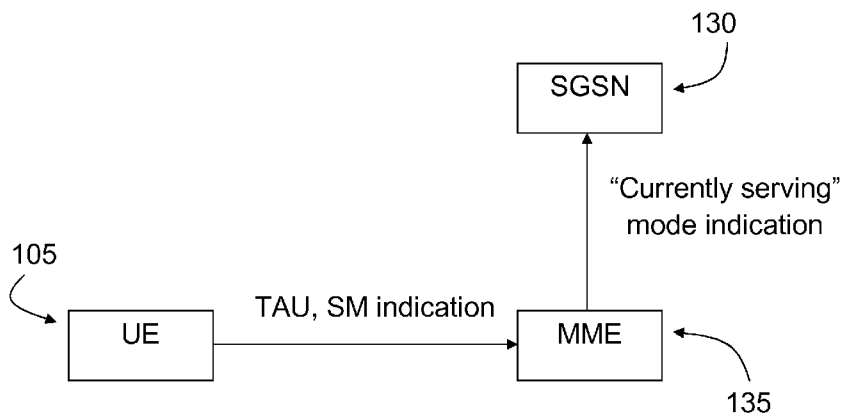 130
SGSN
“Currently serving”
mode indication
105
TAU, SM indication
UE
MME
135